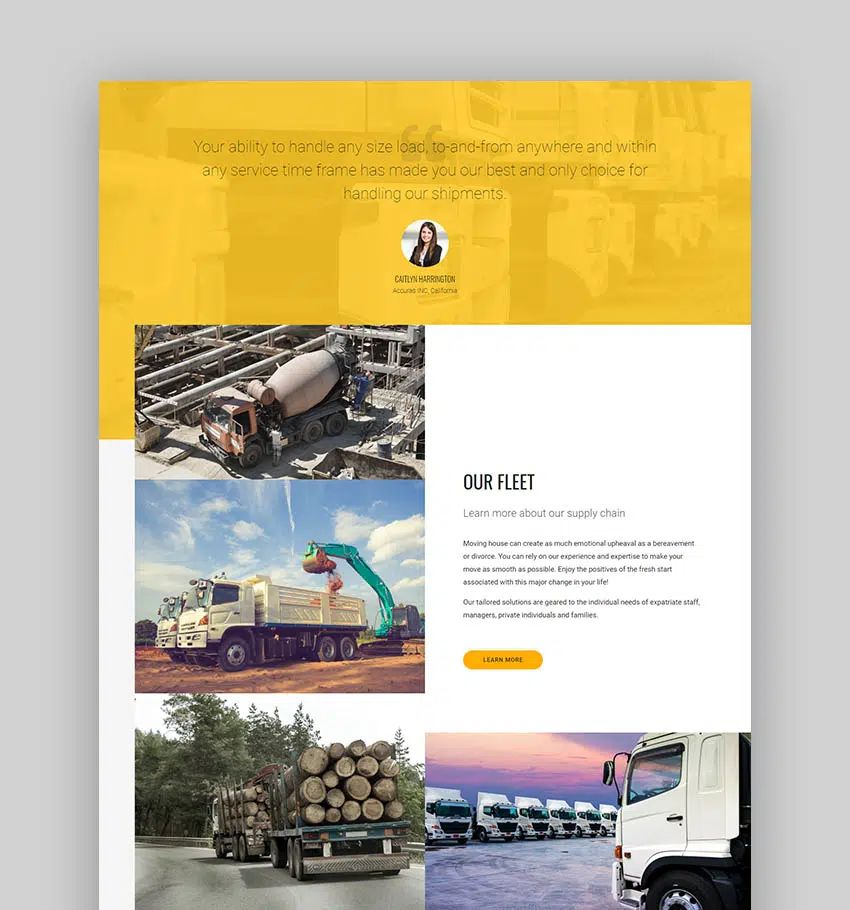 Your ability to handle any size load, to-and-from anywhere and within
any service time frame has made you our best and only choice for
handling our shipments.
CAITLYN HARRINGTON
Accuras INC, California
OUR FLEET
Learn more about our supply chain
Moving house can create as much emotional upheaval as a bereavement
or divorce. You can rely on our experience and expertise to make your
move as smooth as possible. Enjoy the positives of the fresh start
associated with this major change in your life!
Our tailored solutions are geared to the individual needs of expatriate staff,
managers, private individuals and families.
LEARN MORE